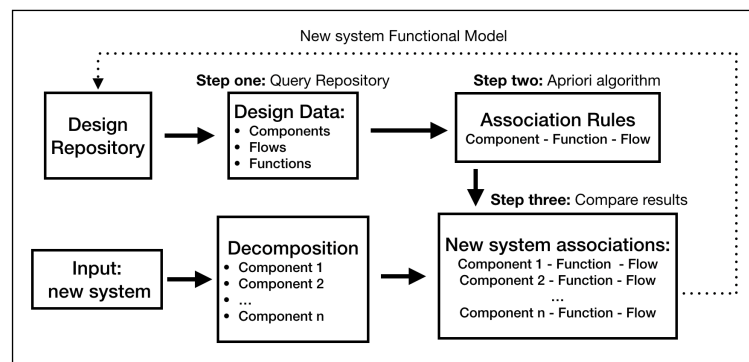 New system Functional Model
Step one: Query Repository
Step two: Apriori algorithm
Design
Repository
Design Data:
• Components
• Flows
• Functions
Association Rules
Component - Function - Flow
Step three: Compare results
Input:
new system
Decomposition
• Component 1
• Component 2
• ...
• Component n
New system associations:
Component 1 - Function - Flow
Component 2 - Function - Flow
...
Component n - Function - Flow